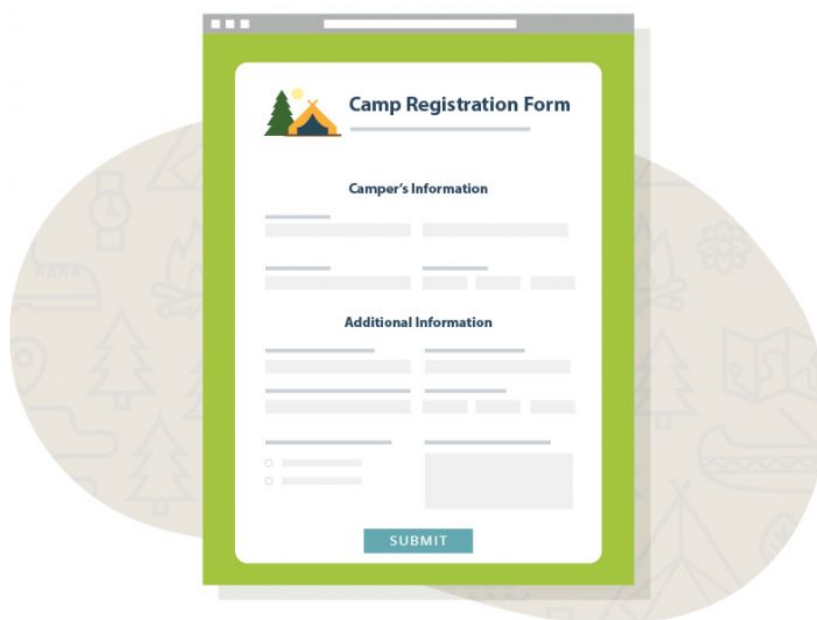 Camp Registration Form
Camper's Information
Additional Information
SUBMIT